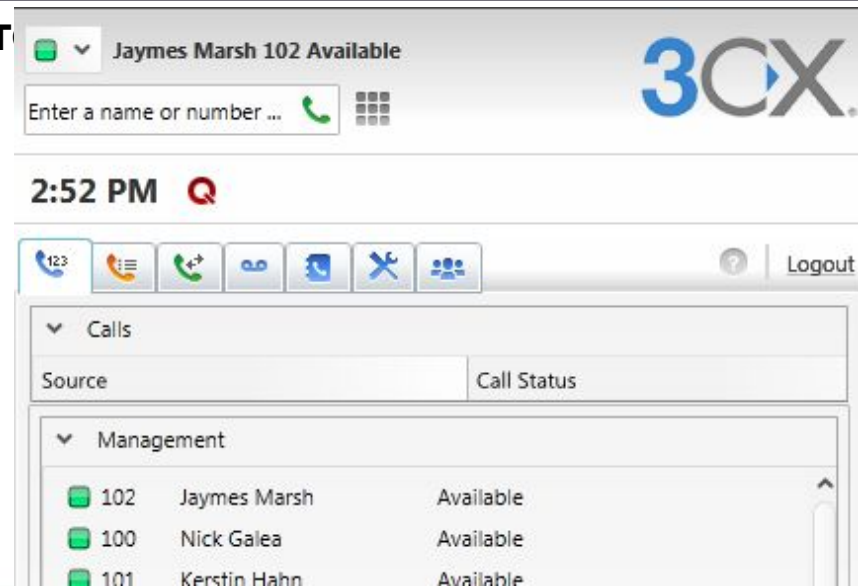 Jaymes Marsh 102 Available
3CX
Enter a name or number ...
2:52 PM Q
123
Logout
Calls
Source Call Status
Management
102 Jaymes Marsh Available
100 Nick Galea Available
101 Kerstin Hahn Available